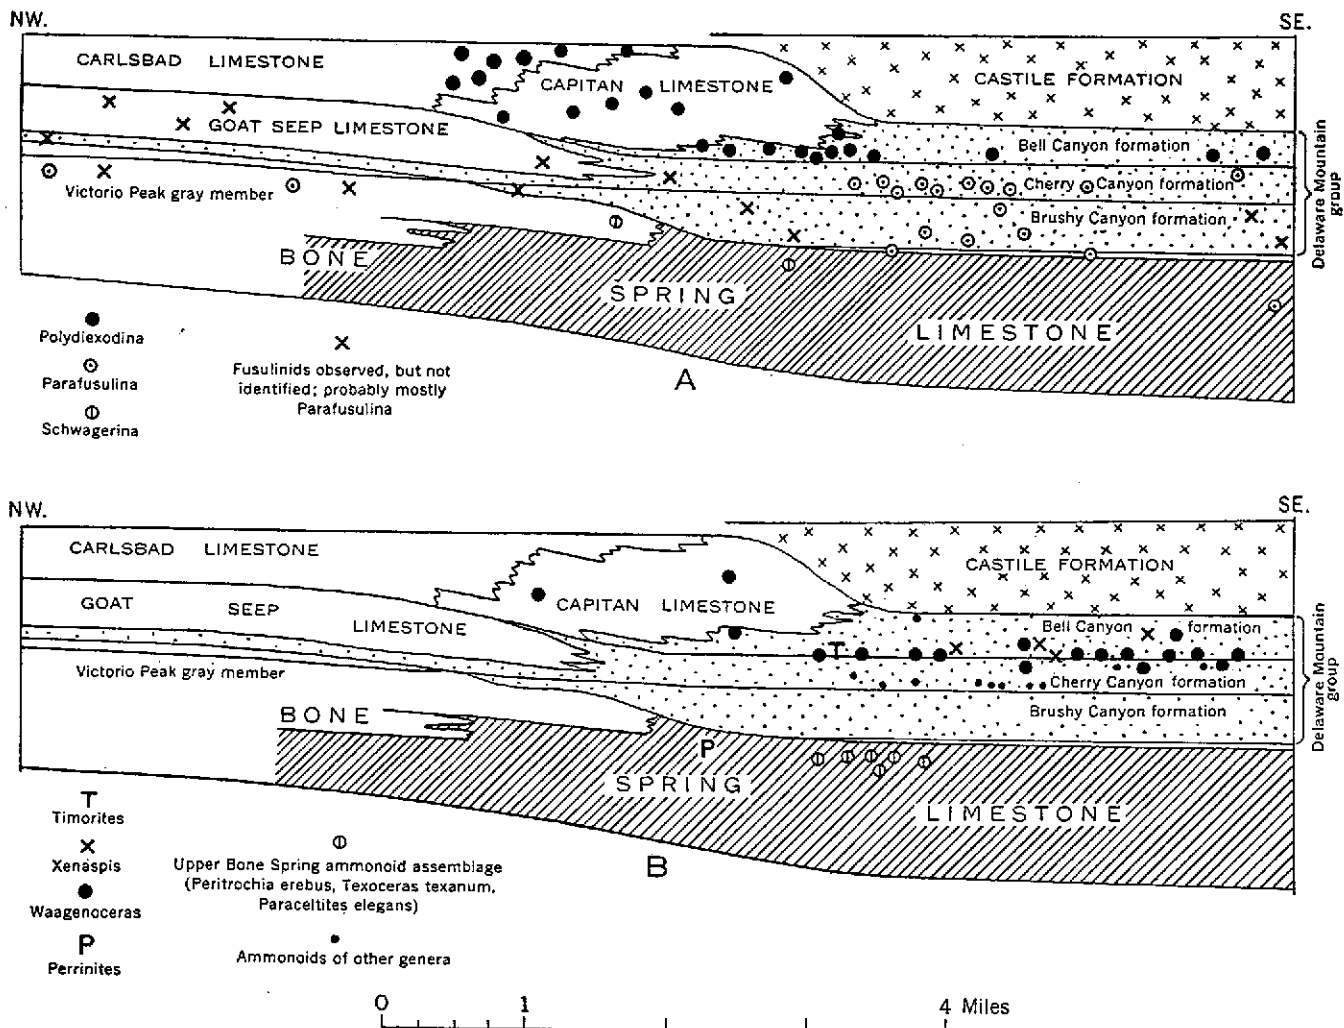 NW.
SE.
CARLSBAD LIMESTONE
CAPITAN LIMESTONE
CASTILE FORMATION
GOAT SEEP LIMESTONE
Bell Canyon formation
Victorio Peak gray member
Cherry Canyon formation
Brushy Canyon formation
Delaware Mountain
group
BONE
SPRING
LIMESTONE
Polydiexodina
Parafusulina
Schwagerina
Fusulinids observed, but not
identified; probably mostly
Parafusulina
A
NW.
SE.
CARLSBAD LIMESTONE
CASTILE FORMATION
GOAT SEEP
LIMESTONE
CAPITAN LIMESTONE
Bell Canyon formation
Victorio Peak gray member
T
Cherry Canyon formation
Brushy Canyon formation
Delaware Mountain
group
BONE
P
SPRING
LIMESTONE
B
T
Timorites
Xenaspis
Waagenoceras
P
Perrinites
Upper Bone Spring ammonoid assemblage
(Peritrochia erebus, Texoceras texanum,
Paraceltites elegans)
Ammonoids of other genera
0 1 4 Miles